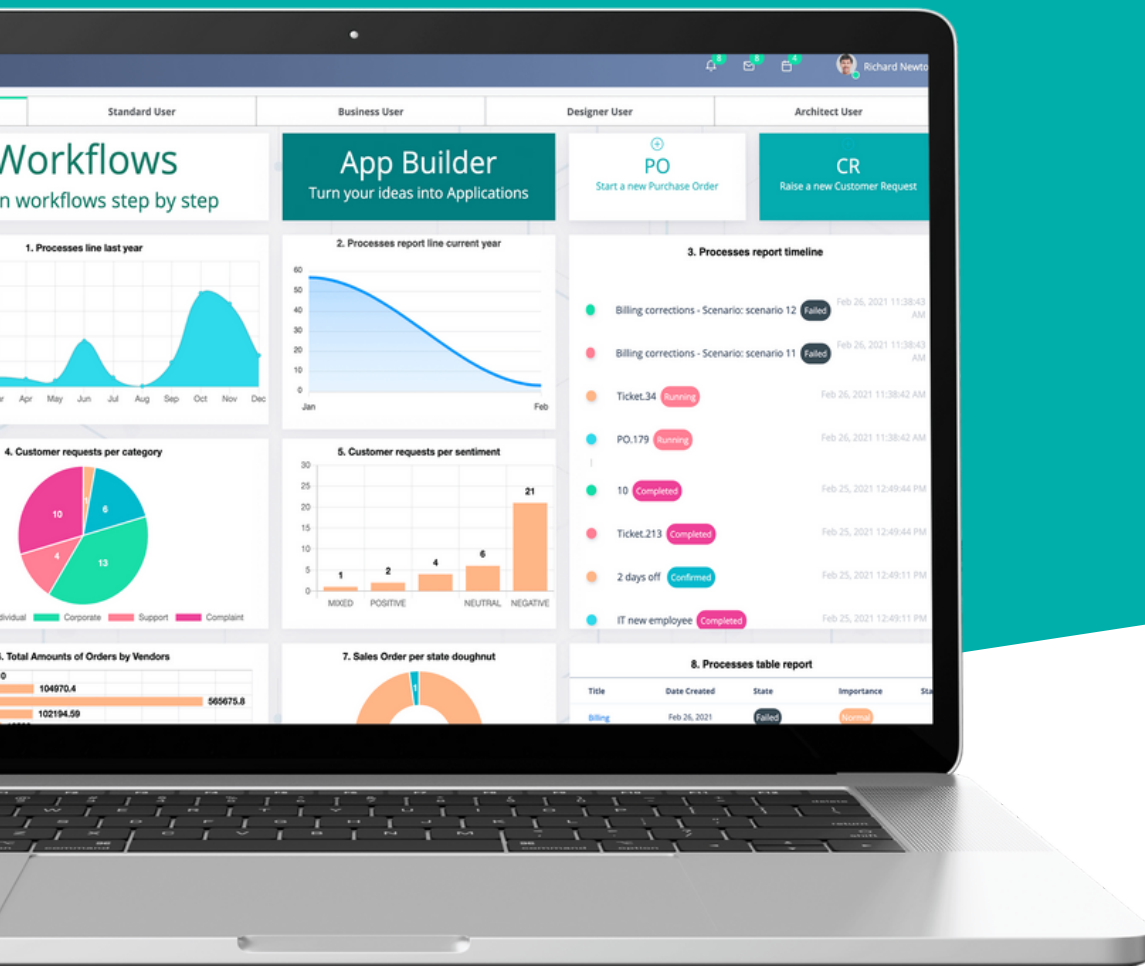 8
8
4
Richard Newto
Standard User
Business User
Designer User
Architect User
Workflows
n workflows step by step
App Builder
Turn your ideas into Applications
PO
Start a new Purchase Order
CR
Raise a new Customer Request
1. Processes line last year
Apr May Jun Jul Aug Sep Oct Nov Dec
2. Processes report line current year
60
50
40
30
20
10
0
Jan Feb
3. Processes report timeline
Billing corrections - Scenario: scenario 12 Failed Feb 26, 2021 11:38:43
AM
Billing corrections - Scenario: scenario 11 Failed Feb 26, 2021 11:38:43
AM
Ticket.34 Running Feb 26, 2021 11:38:42 AM
PO.179 Running Feb 26, 2021 11:38:42 AM
10 Completed Feb 25, 2021 12:49:44 PM
Ticket.213 Completed Feb 25, 2021 12:49:44 PM
2 days off Confirmed Feb 25, 2021 12:49:11 PM
IT new employee Completed Feb 25, 2021 12:49:11 PM
4. Customer requests per category
10
6
4
13
dividual Corporate Support Complaint
5. Customer requests per sentiment
30
25
20
15
10
5
0
1
2
4
6
21
MIXED POSITIVE NEUTRAL NEGATIVE
. Total Amounts of Orders by Vendors
0
104970.4
565675.8
102194.59
7. Sales Order per state doughnut
1
8. Processes table report
Title Date Created State Importance Sta
Billing Feb 26, 2021 Failed Normal
command
command
option
delete
return
shift